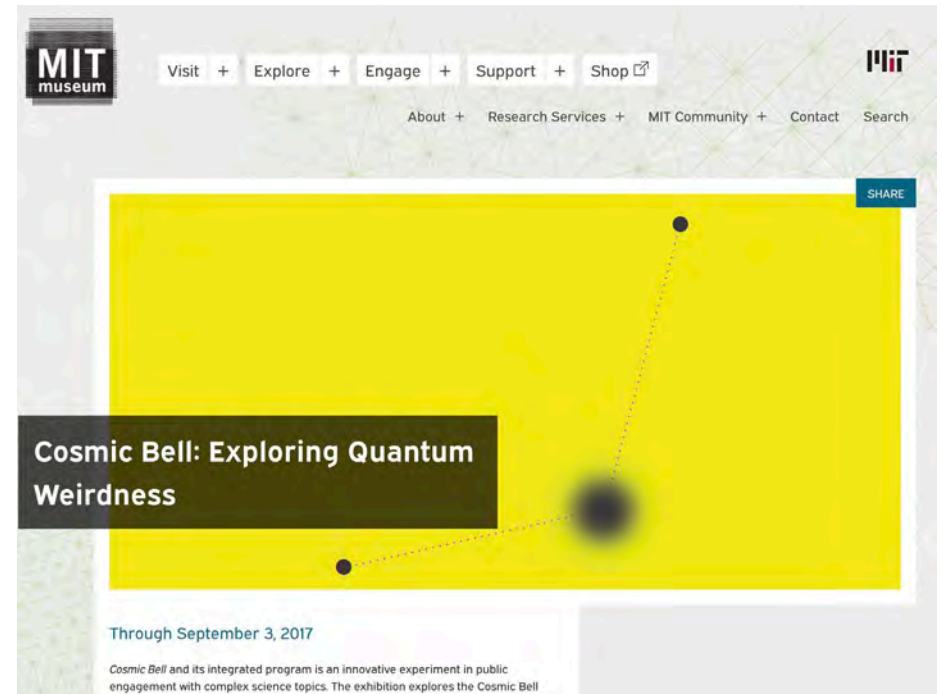 MIT
museum
Visit + Explore + Engage + Support + Shop
MIT
About + Research Services + MIT Community + Contact Search
SHARE
Cosmic Bell: Exploring Quantum
Weirdness
Through September 3, 2017
Cosmic Bell and its integrated program is an innovative experiment in public
engagement with complex science topics. The exhibition explores the Cosmic Bell